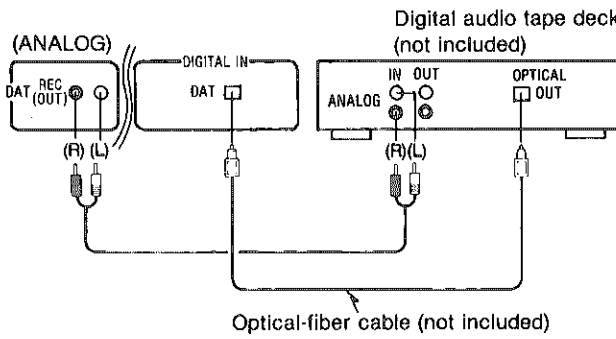 Digital audio tape deck
(not included)
(ANALOG)
DIGITAL IN
DAT REC (OUT)
DAT
IN OUT
ANALOG
OPTICAL
OUT
(R) (L)
(R) (L)
Optical-fiber cable (not included)